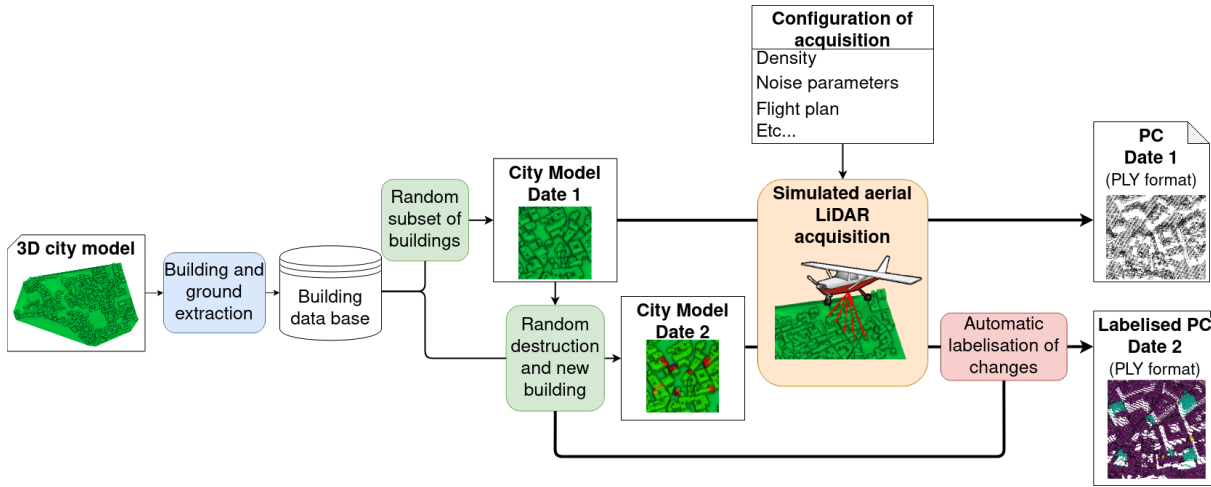 3D city model
Building and
ground
extraction
Building
data base
Random
subset of
buildings
City Model
Date 1
Random
destruction
and new
building
City Model
Date 2
Configuration of
acquisition
Density
Noise parameters
Flight plan
Etc...
Simulated aerial
LiDAR
acquisition
Automatic
labelisation of
changes
PC
Date 1
(PLY format)
Labelised PC
Date 2
(PLY format)